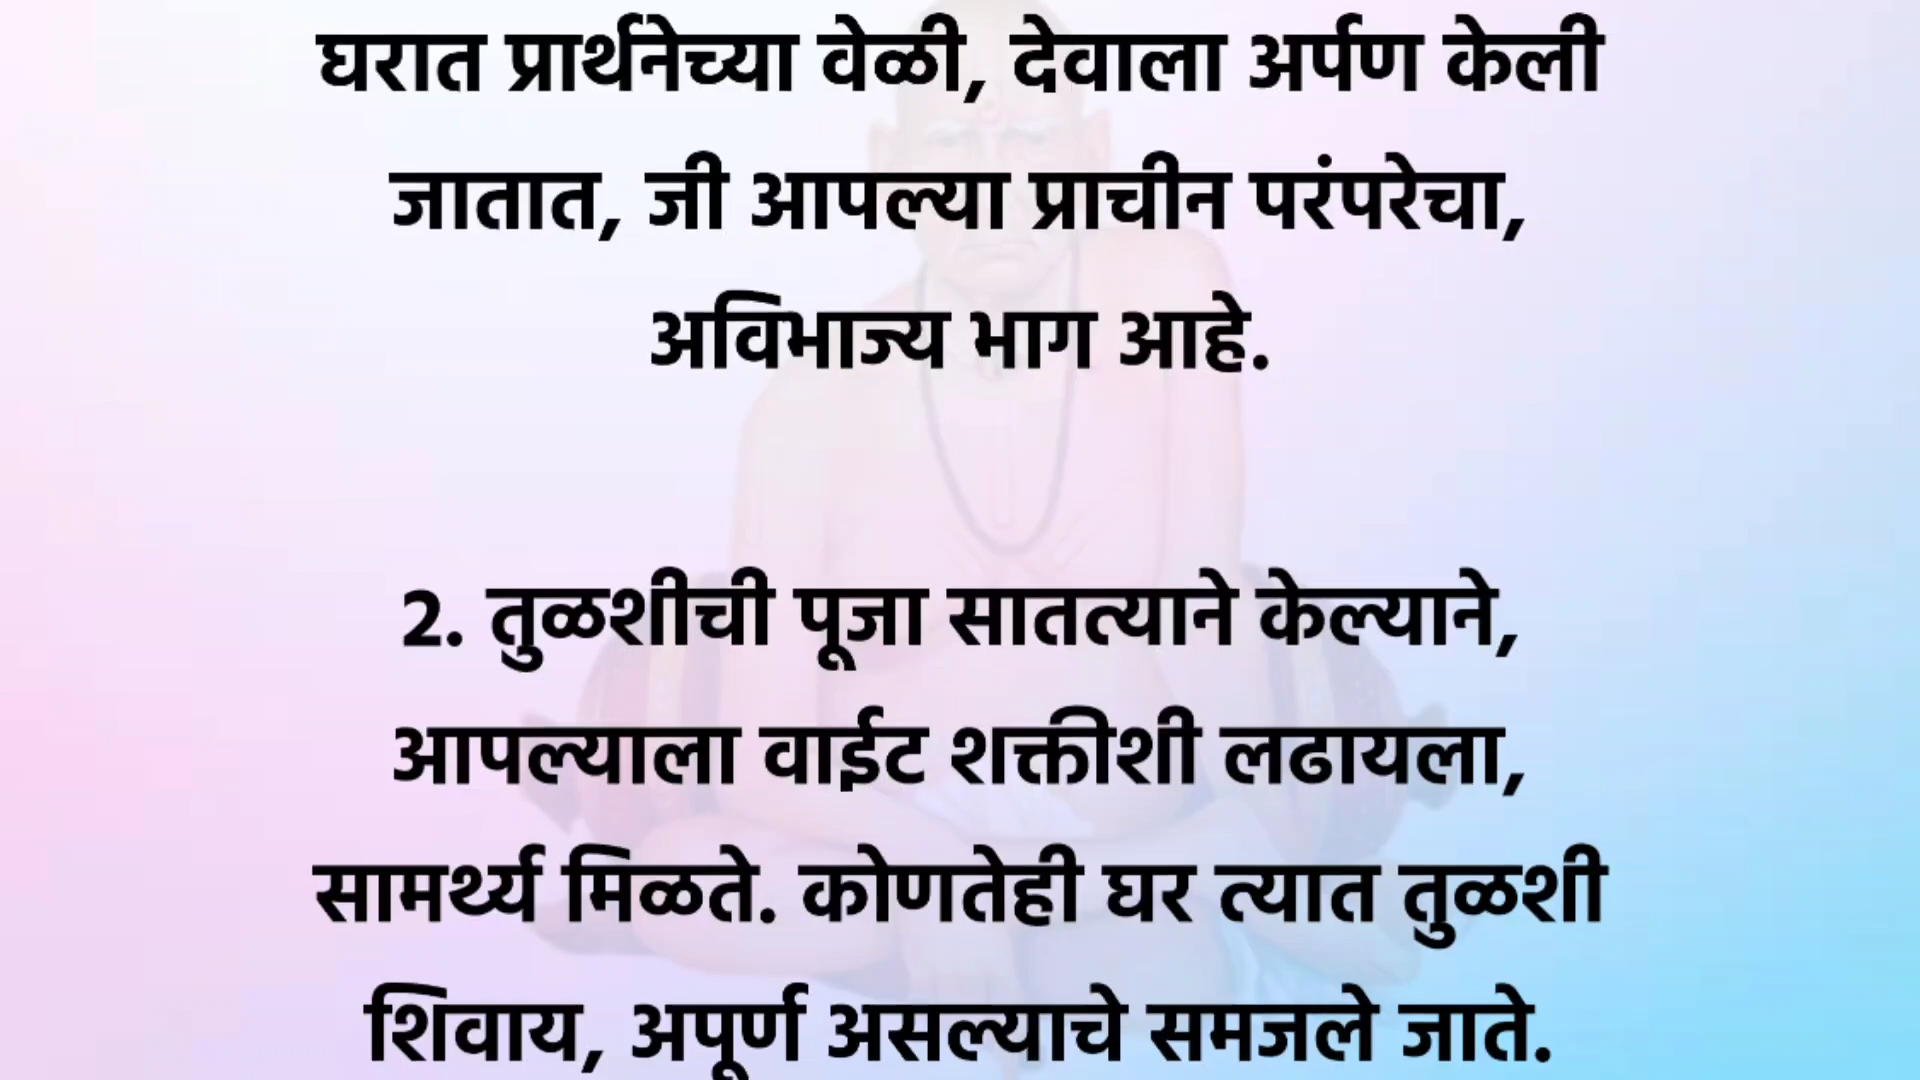 घरात प्रार्थनेच्या वेळी, देवाला अर्पण केली
जातात, जी आपल्या प्राचीन परंपरेचा,
अविभाज्य भाग आहे.
2. तुळशीची पूजा सातत्याने केल्याने,
आपल्याला वाईट शक्तीशी लढायला,
सामर्थ्य मिळते. कोणतेही घर त्यात तुळशी
शिवाय, अपूर्ण असल्याचे समजले जाते.